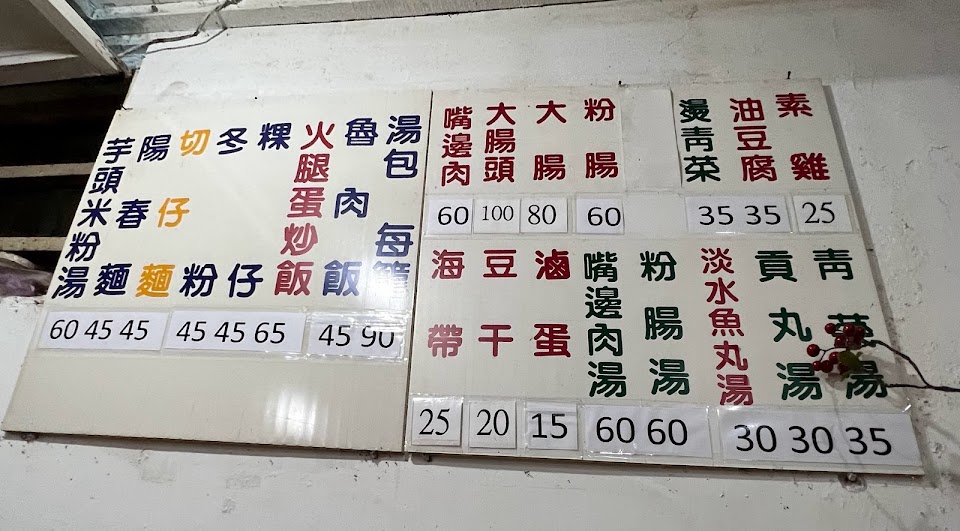 芋頭米粉湯
陽春麵
切仔麵
冬粉
粿仔
火腿蛋炒飯
魯肉飯
湯包 每籠
60 45 45 45 45 65 45 90
嘴邊肉
大腸頭
大腸
粉腸
燙青菜
油豆腐
素雞
60 100 80 60 35 35 25
海帶
豆干
滷蛋
嘴邊肉湯
粉腸湯
淡水魚丸湯
貢丸湯
青菜湯
25 20 15 60 60 30 30 35